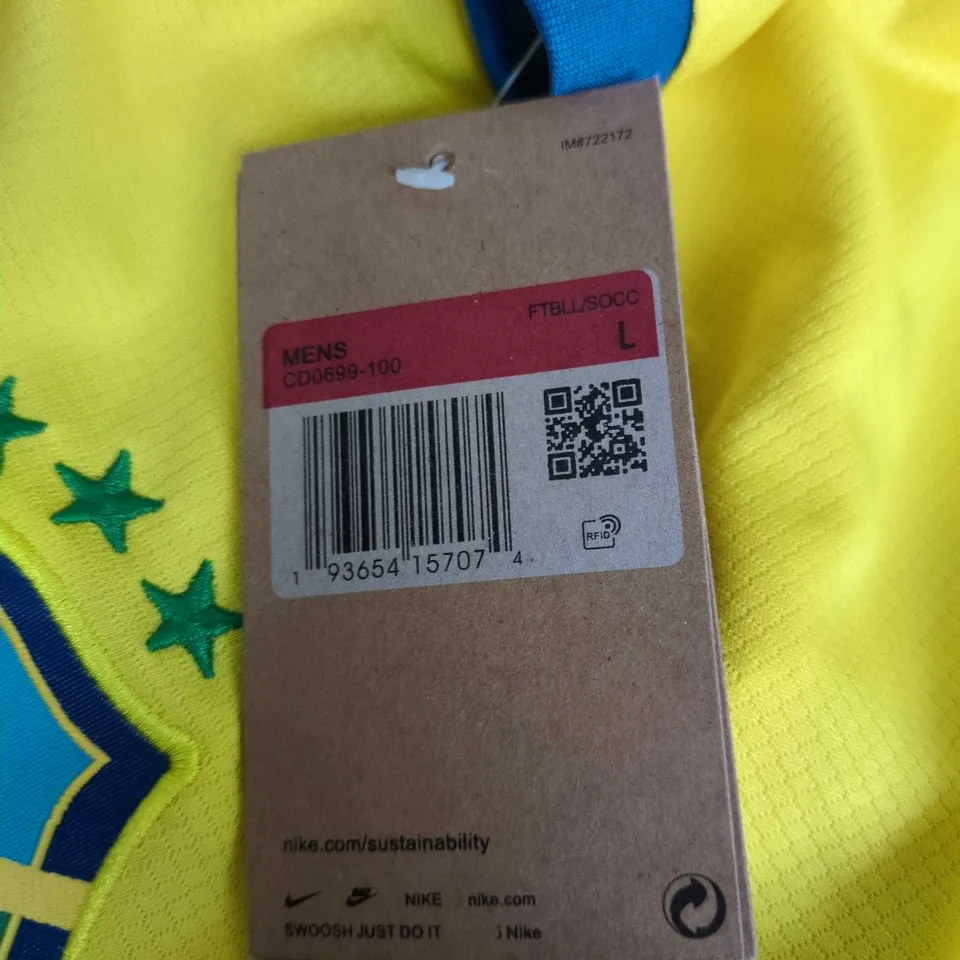 IM#722172
FTBLL/SOCC
MENS L
CD0699-100
1 93654 15707 4
RFID
nike.com/sustainability
NIKE nike.com
SWOOSH JUST DO IT Nike